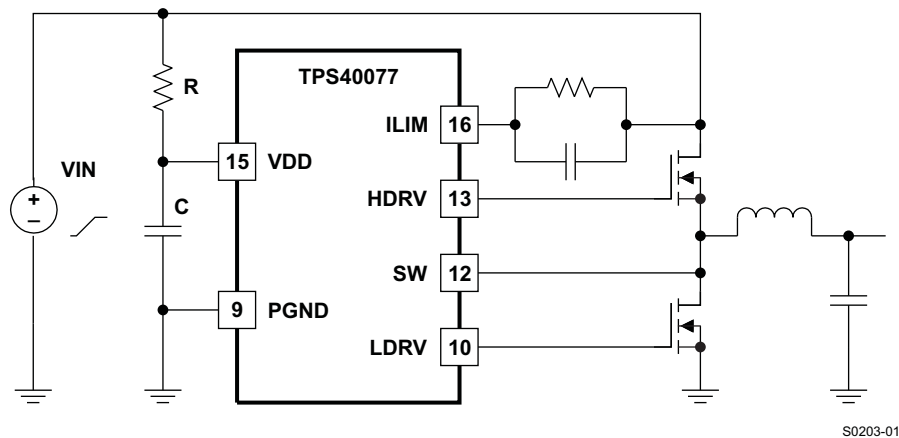 TPS40077
R
ILIM
16
VIN
+
−
15
VDD
C
HDRV
13
SW
12
9
PGND
LDRV
10
S0203-01